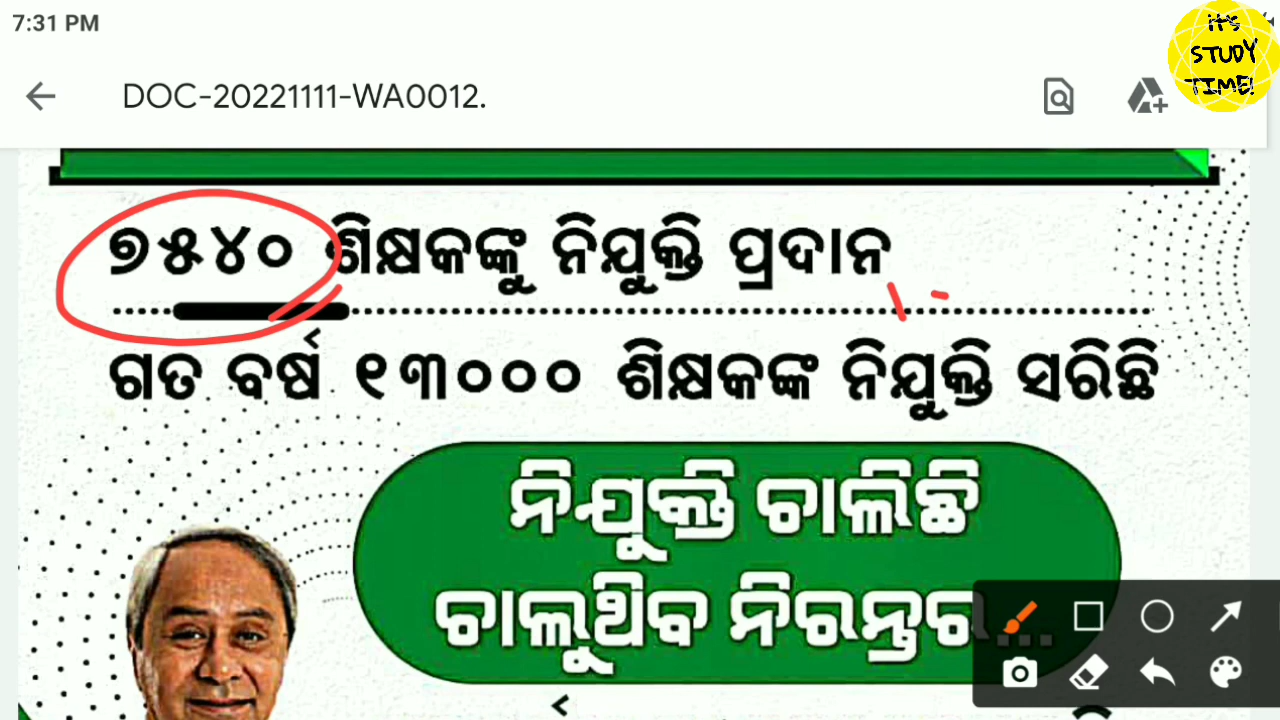 7:31 PM
iT'S
STUDY
TIME!
DOC-20221111-WA0012.
୭୫୪୦ ଶିକ୍ଷକଙ୍କୁ ନିଯୁକ୍ତି ପ୍ରଦାନ
ଗତ ବର୍ଷ ୧୩୦୦୦ ଶିକ୍ଷକଙ୍କ ନିଯୁକ୍ତି ସରିଛି
ନିଯୁକ୍ତି ଚାଲିଛି
ଚାଲୁଥିବ ନିରନ୍ତର...